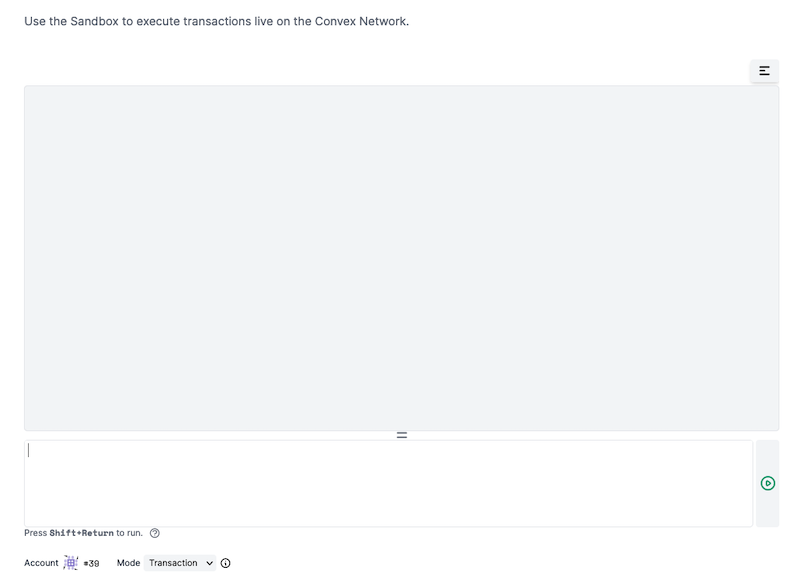 Use the Sandbox to execute transactions live on the Convex Network.
Press Shift+Return to run.
Account #39 Mode Transaction